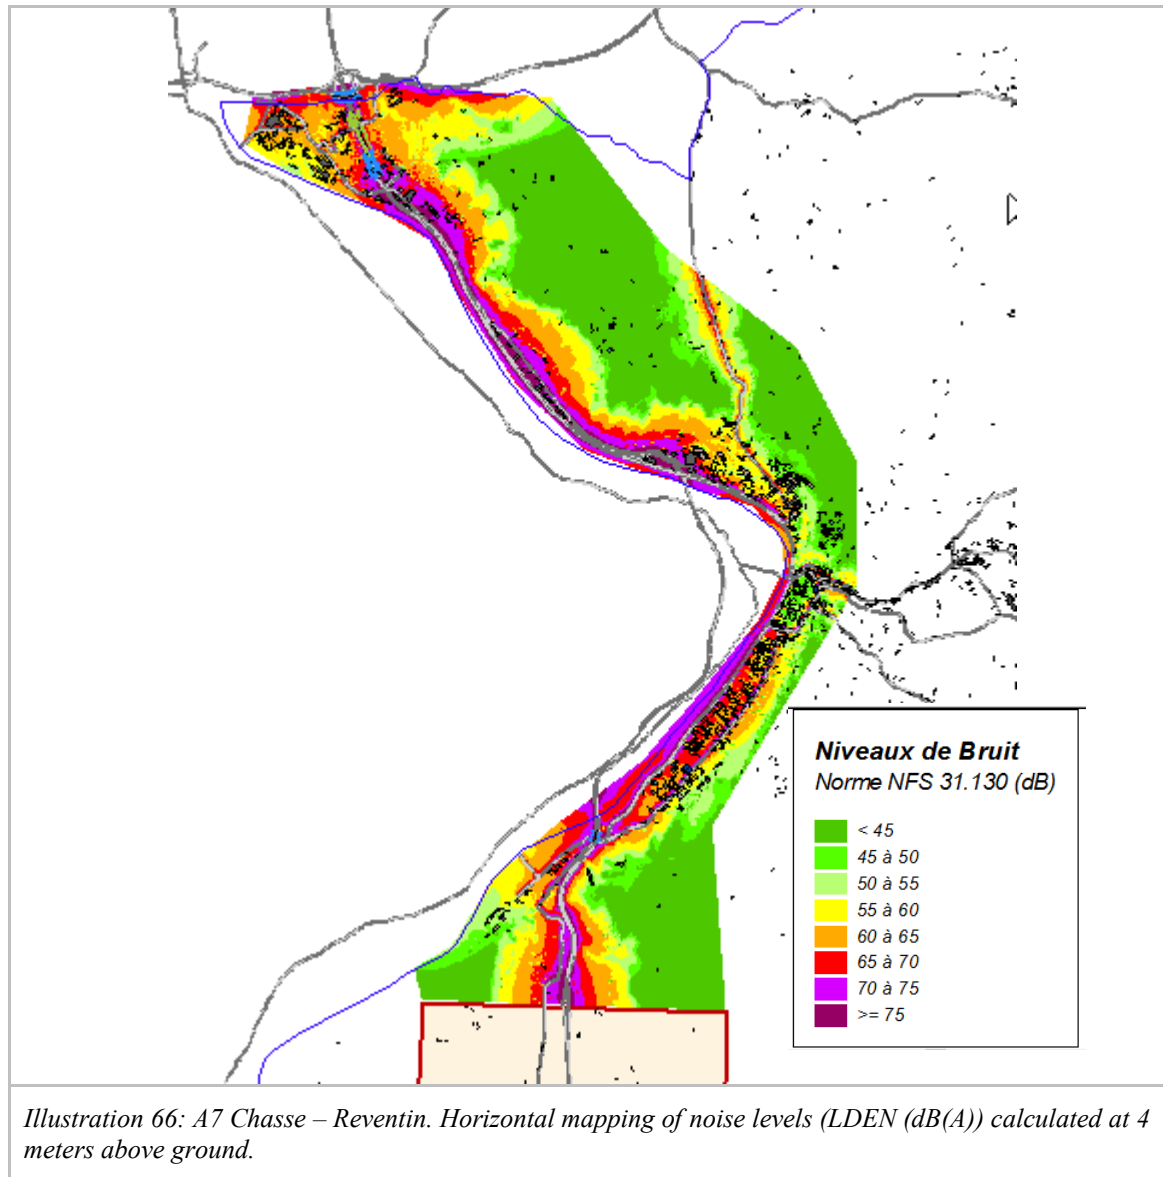 Niveaux de Bruit
Norme NFS 31.130 (dB)
< 45
45 à 50
50 à 55
55 à 60
60 à 65
65 à 70
70 à 75
>= 75
Illustration 66: A7 Chasse – Reventin. Horizontal mapping of noise levels (LDEN (dB(A)) calculated at 4
meters above ground.